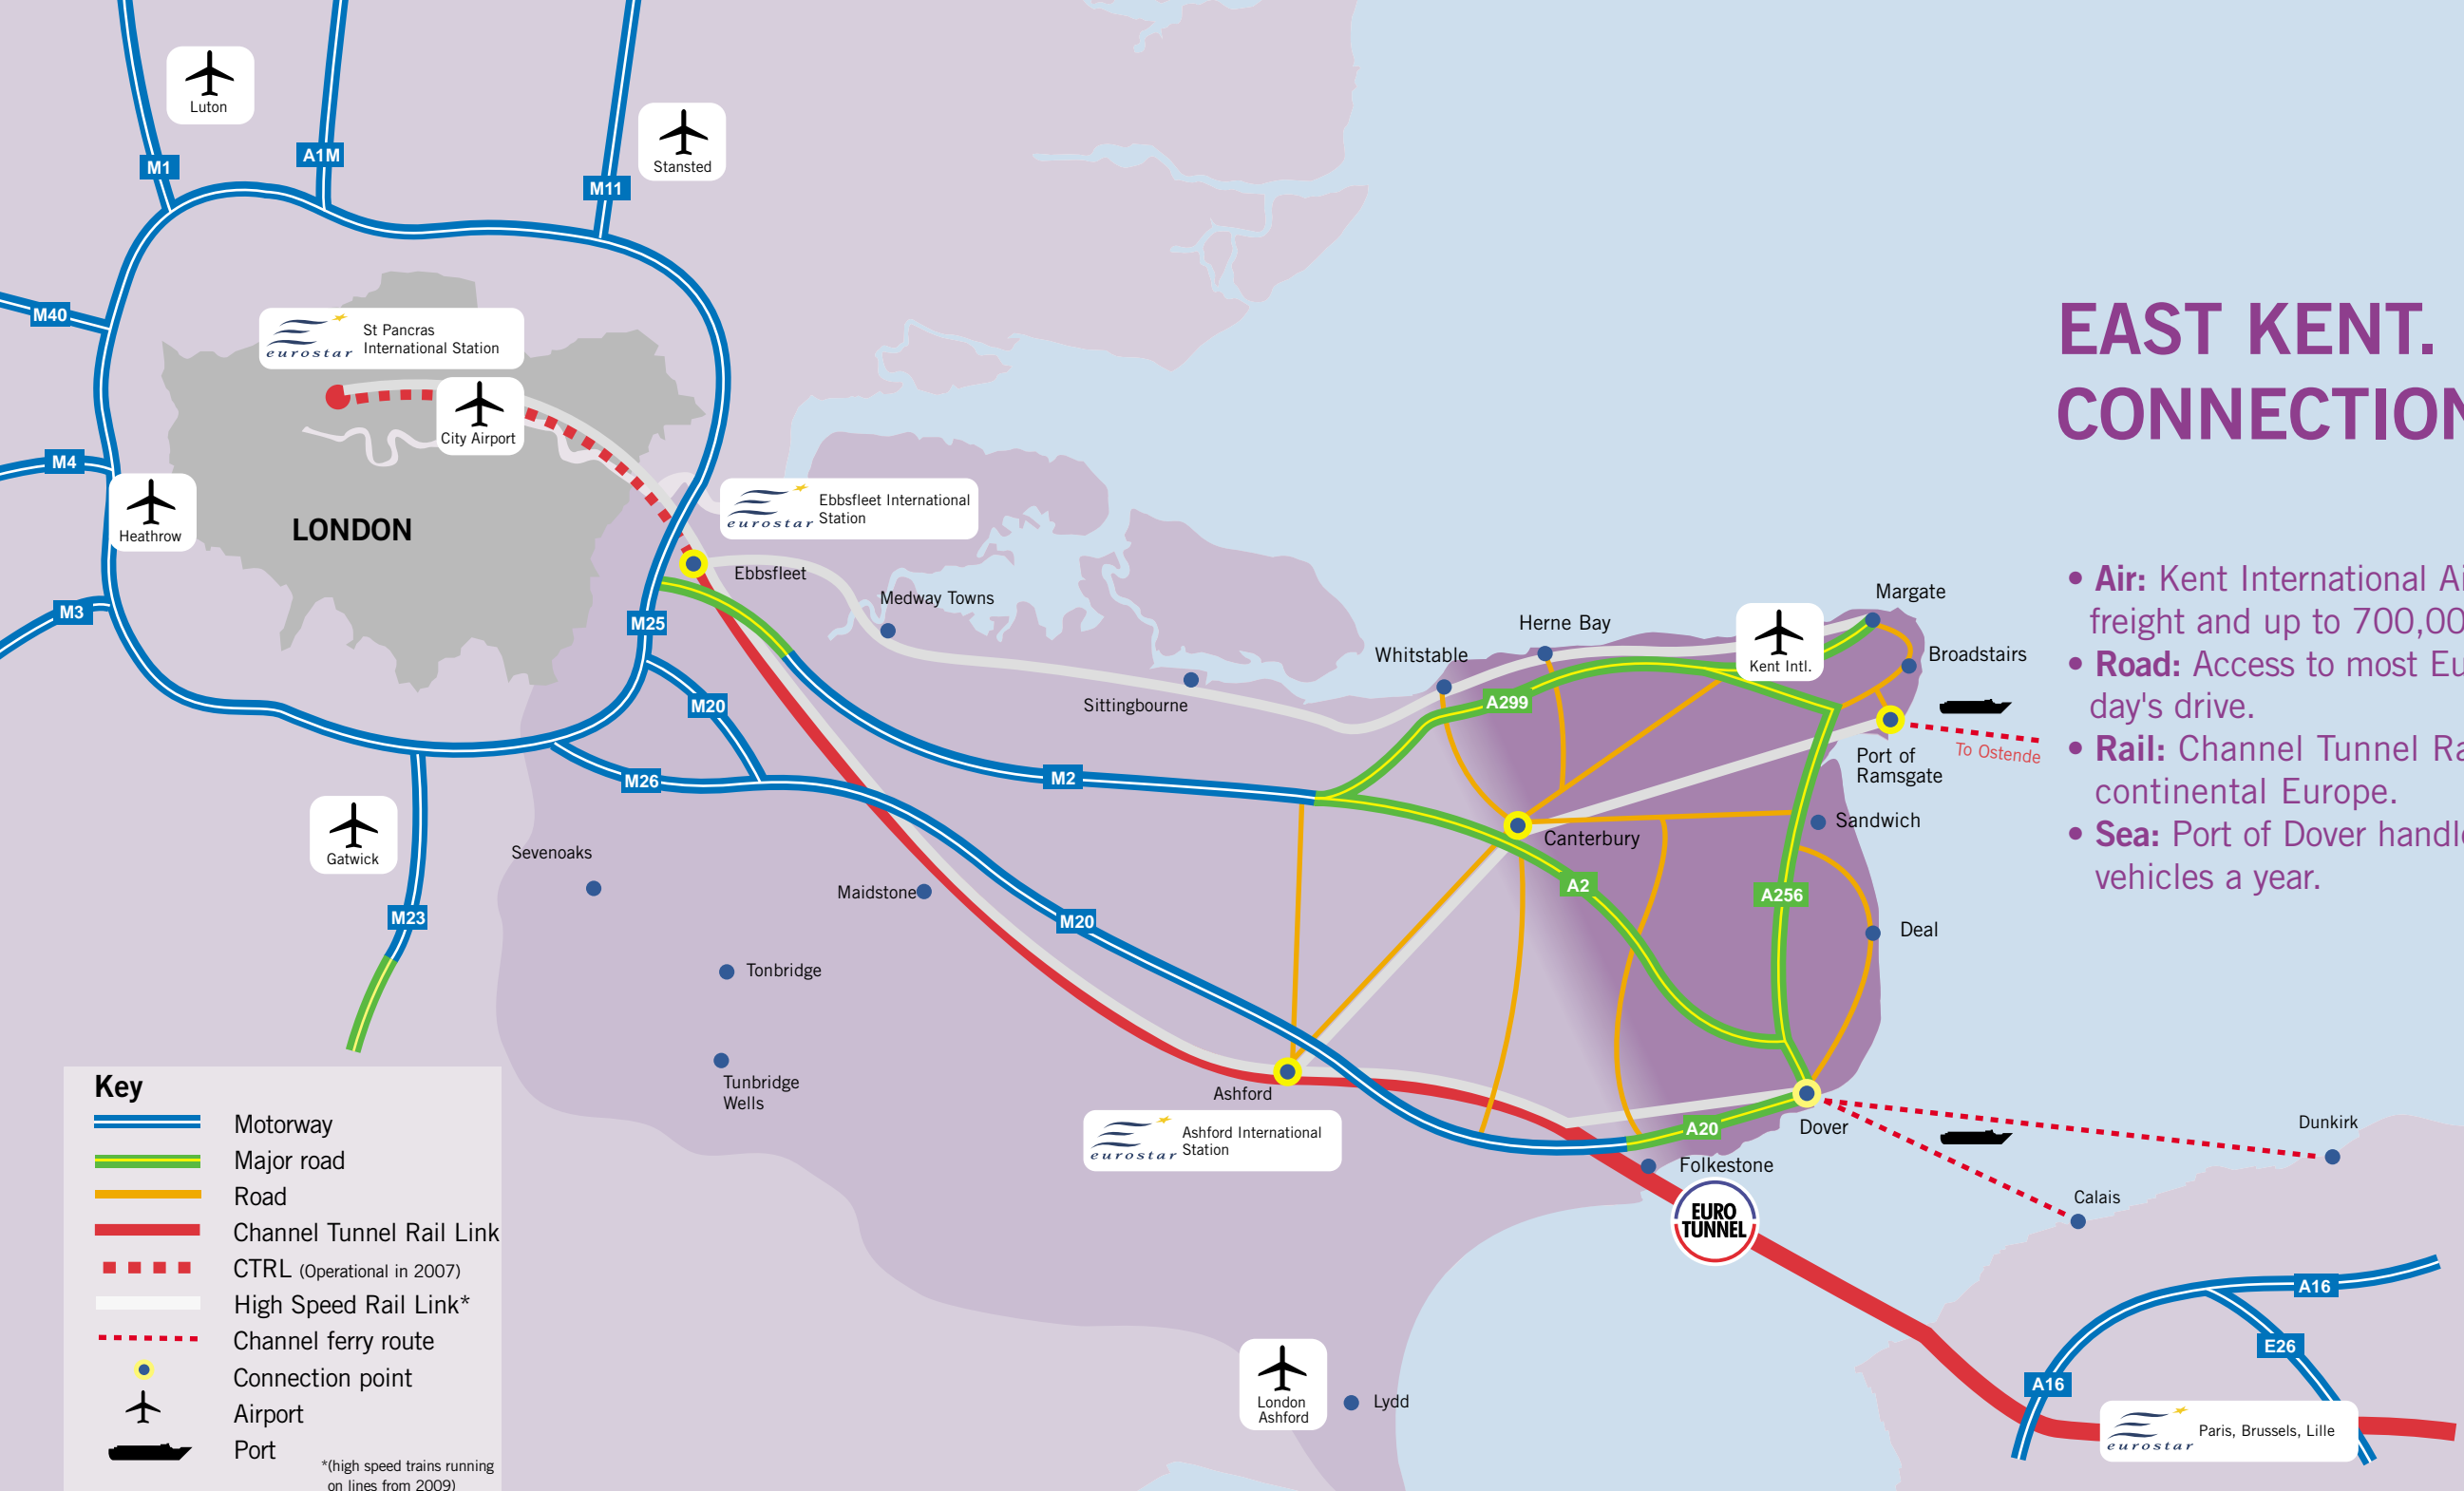 Luton
Stansted
M1
A1M
M11
M40
eurostar
St Pancras
International Station
City Airport
M4
Heathrow
LONDON
eurostar
Ebbsfleet International
Station
Ebbsfleet
M3
M25
Medway Towns
M20
Sittingbourne
M26
M2
Gatwick
M23
Sevenoaks
Maidstone
M20
Tonbridge
Tunbridge
Wells
Whitstable
Herne Bay
Kent Intl.
Margate
Broadstairs
A299
Port of
Ramsgate
To Ostende
Canterbury
Sandwich
A2
A256
Deal
Ashford
eurostar
Ashford International
Station
A20
Dover
Folkestone
EURO
TUNNEL
Dunkirk
Calais
A16
E26
A16
eurostar
Paris, Brussels, Lille
London
Ashford
Lydd
EAST KENT.
CONNECTION
• Air: Kent International Ai
freight and up to 700,00
• Road: Access to most Eu
day's drive.
• Rail: Channel Tunnel Ra
continental Europe.
• Sea: Port of Dover handle
vehicles a year.
Key
Motorway
Major road
Road
Channel Tunnel Rail Link
CTRL (Operational in 2007)
High Speed Rail Link*
Channel ferry route
Connection point
Airport
Port
*(high speed trains running
on lines from 2009)